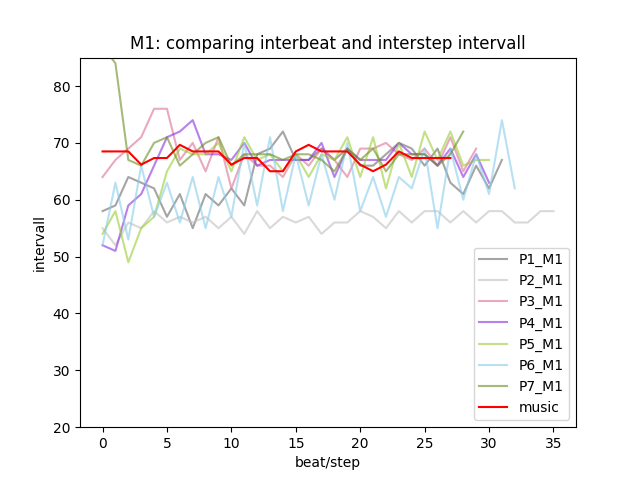 M1: comparing interbeat and interstep intervall
80
70
60
50
40
30
20
intervall
0 5 10 15 20 25 30 35
beat/step
P1_M1
P2_M1
P3_M1
P4_M1
P5_M1
P6_M1
P7_M1
music